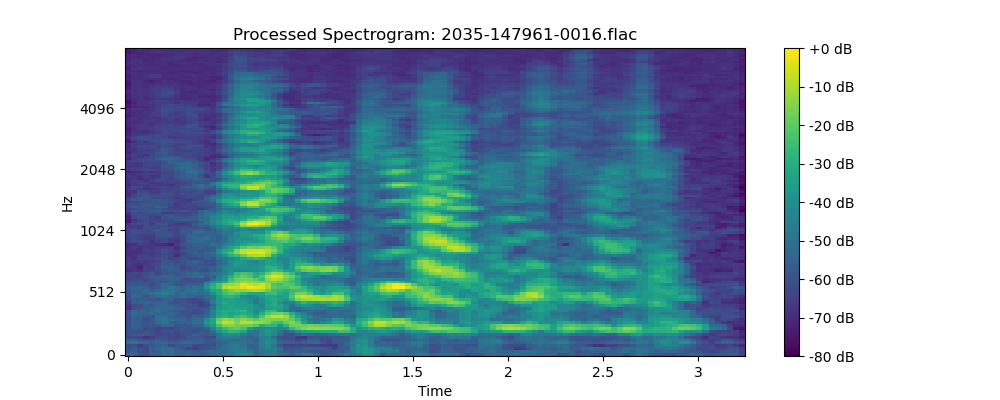 Processed Spectrogram: 2035-147961-0016.flac
+0 dB
-10 dB
-20 dB
-30 dB
-40 dB
-50 dB
-60 dB
-70 dB
-80 dB
Hz
4096
2048
1024
512
0
0 0.5 1 1.5 2 2.5 3
Time